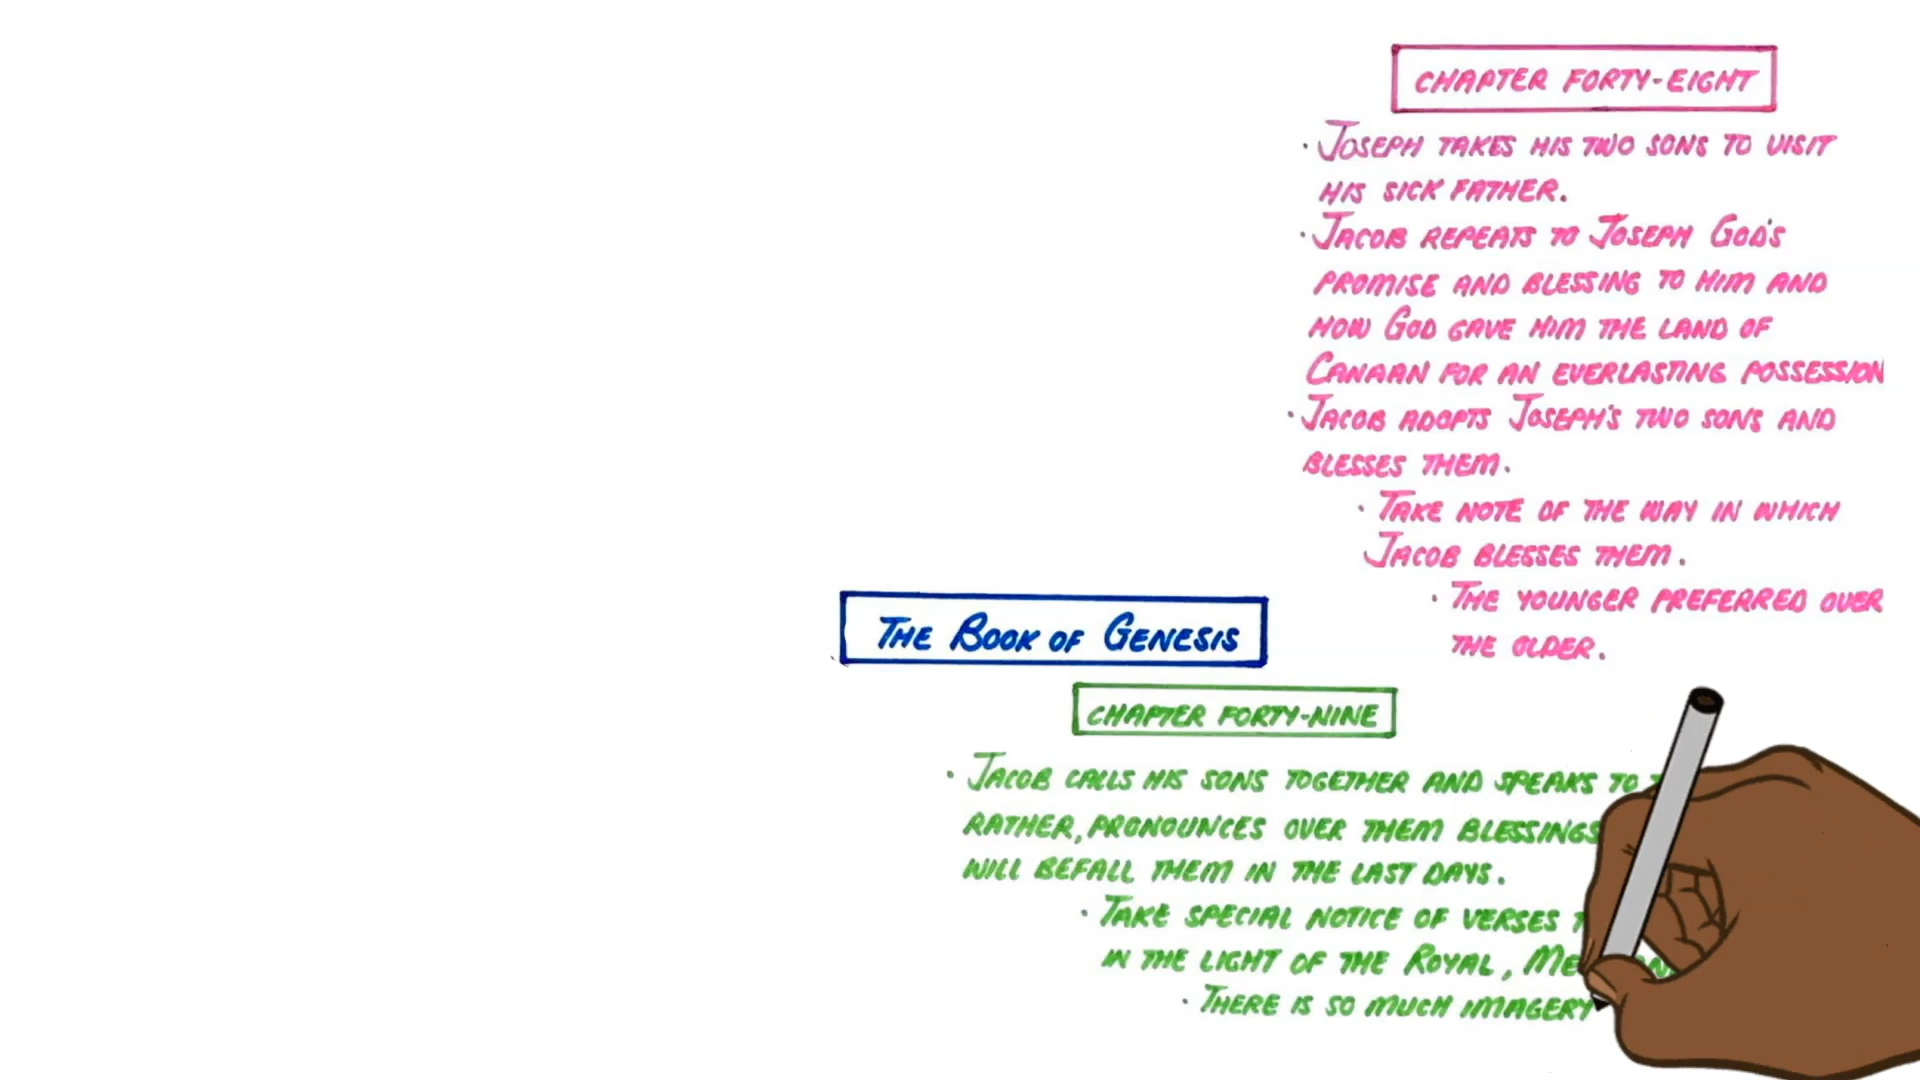 CHAPTER FORTY-EIGHT
· JOSEPH TAKES HIS TWO SONS TO VISIT
HIS SICK FATHER.
· JACOB REPEATS TO JOSEPH GOD'S
PROMISE AND BLESSING TO HIM AND
HOW GOD GAVE HIM THE LAND OF
CANAAN FOR AN EVERLASTING POSSESSION
· JACOB ADOPTS JOSEPH'S TWO SONS AND
BLESSES THEM.
· TAKE NOTE OF THE WAY IN WHICH
JACOB BLESSES THEM.
· THE YOUNGER PREFERRED OVER
THE OLDER.
THE BOOK OF GENESIS
CHAPTER FORTY-NINE
· JACOB CALLS HIS SONS TOGETHER AND SPEAKS TO
RATHER, PRONOUNCES OVER THEM BLESSINGS
WILL BEFALL THEM IN THE LAST DAYS.
· TAKE SPECIAL NOTICE OF VERSES
IN THE LIGHT OF THE ROYAL,
· THERE IS SO MUCH IMAGERY